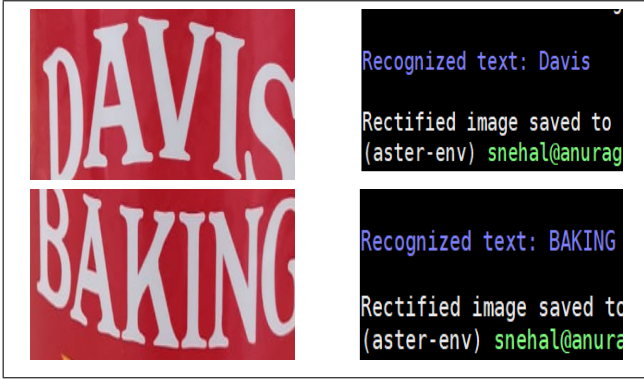 DAVIS
Recognized text: Davis
Rectified image saved to
(aster-env) snehal@anurag
BAKING
Recognized text: BAKING
Rectified image saved to
(aster-env) snehal@anura